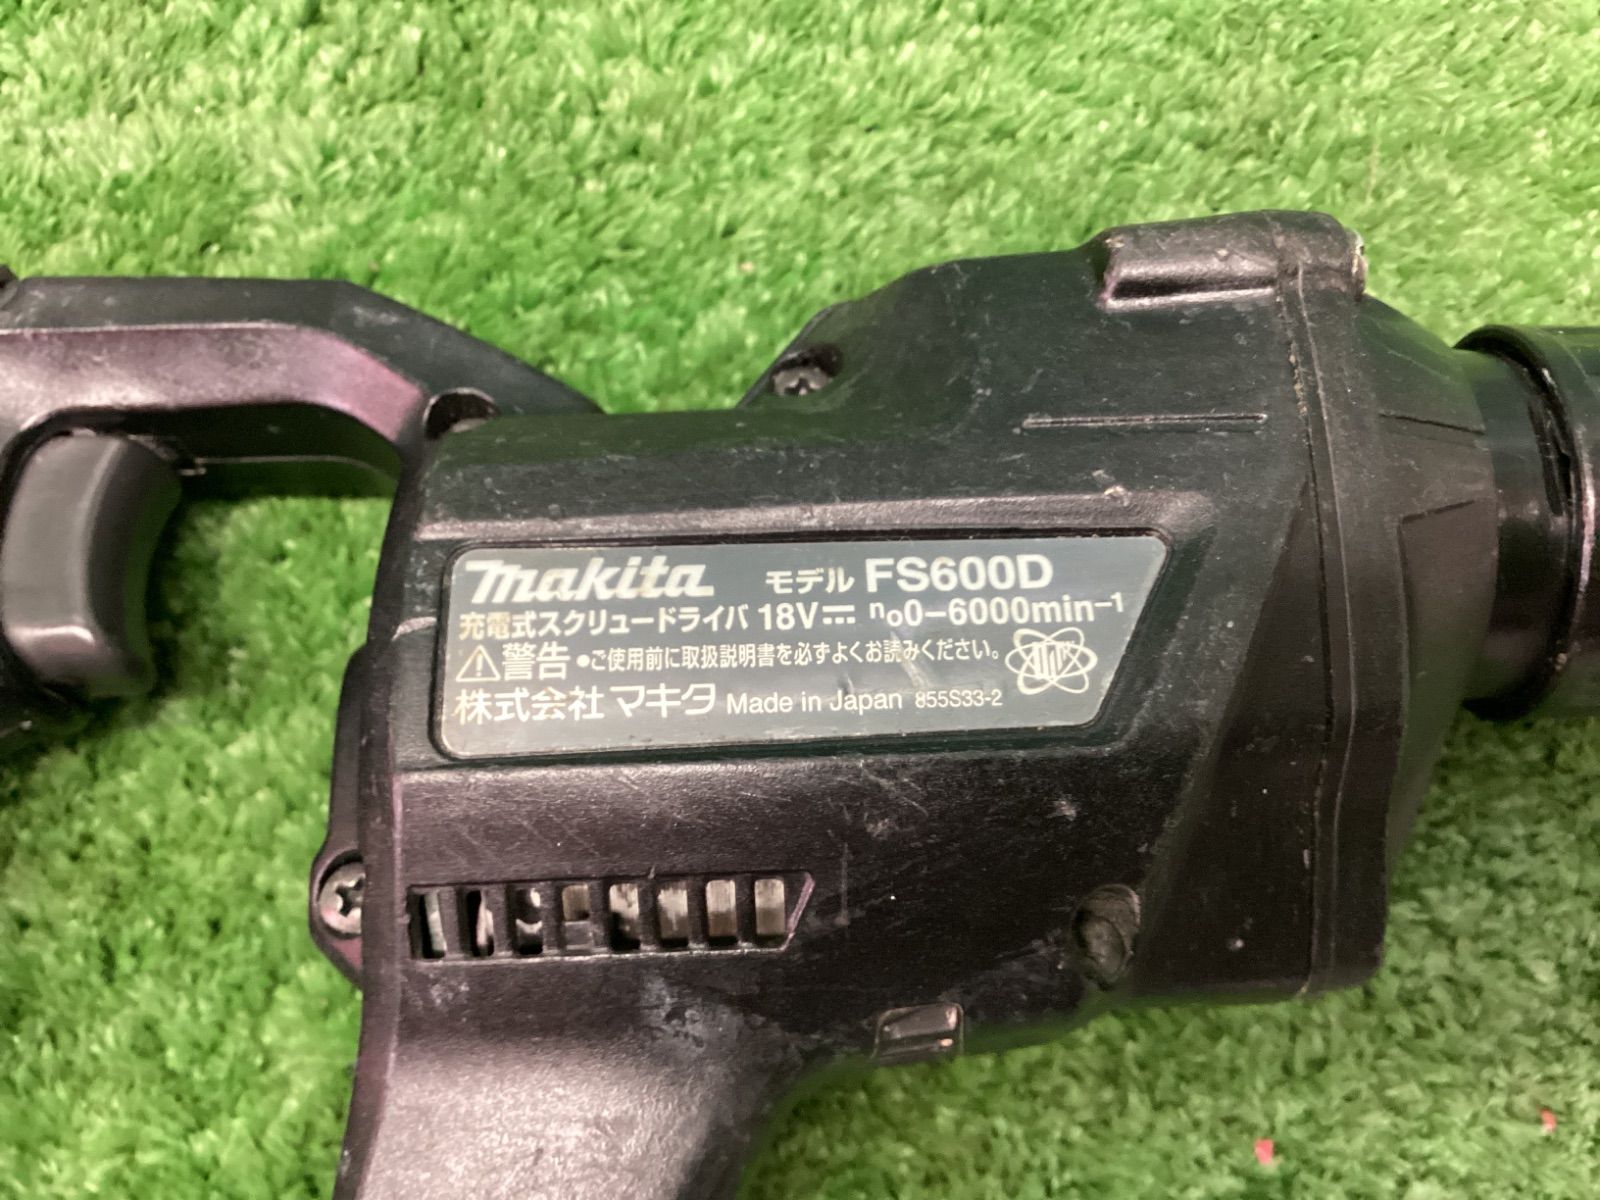 makita モデル FS600D
充電式スクリュードライバ 18V⎓ n₀0−6000min⁻¹
⚠警告 ●ご使用前に取扱説明書を必ずよくお読みください。
株式会社 マキタ Made in Japan 855S33-2